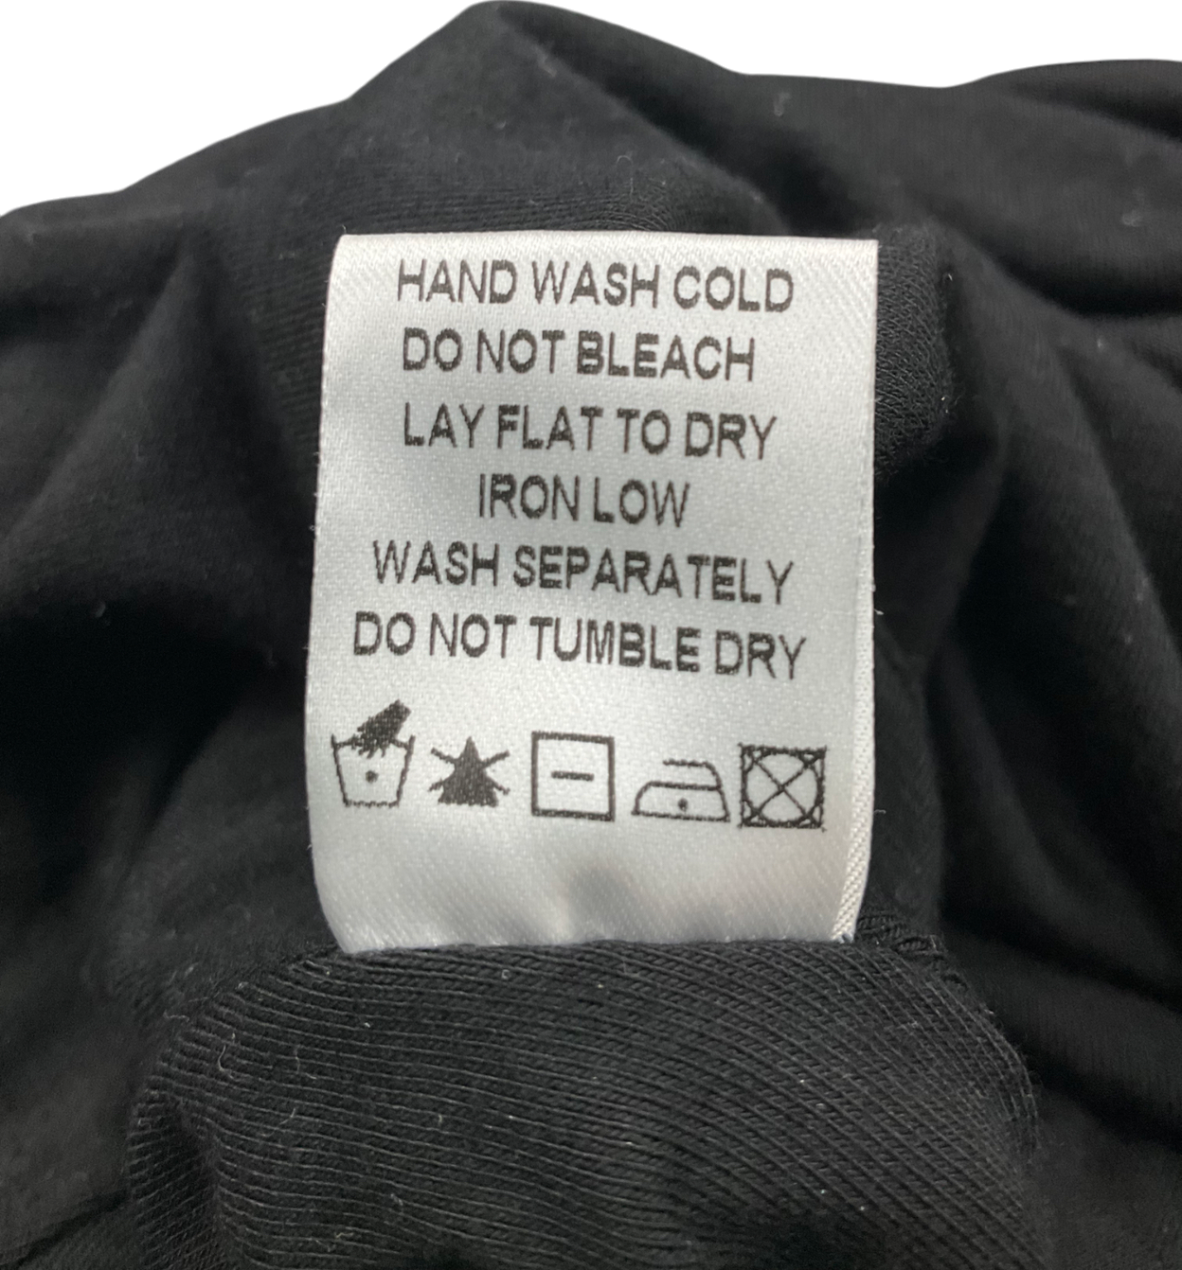 HAND WASH COLD
DO NOT BLEACH
LAY FLAT TO DRY
IRON LOW
WASH SEPARATELY
DO NOT TUMBLE DRY